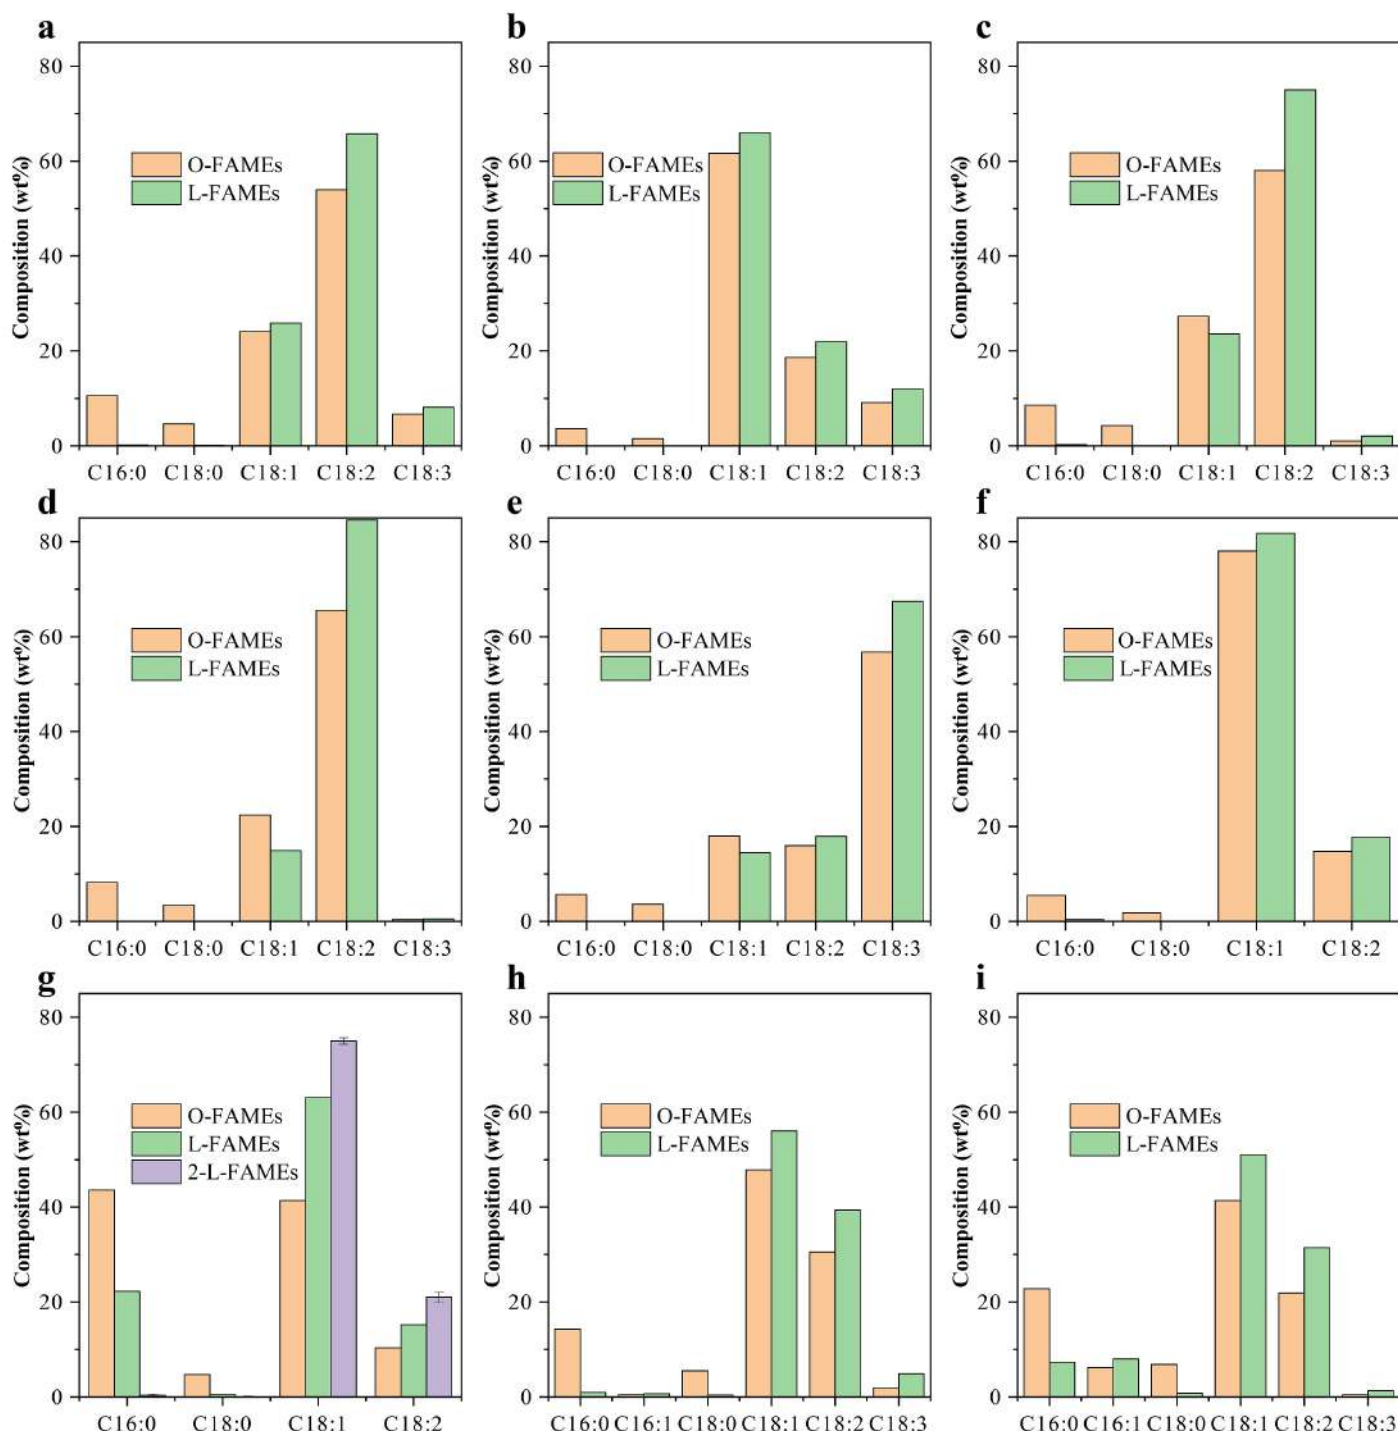 a
80
60
40
20
0
Composition (wt%)
O-FAMEs
L-FAMEs
C16:0 C18:0 C18:1 C18:2 C18:3
b
80
60
40
20
0
Composition (wt%)
O-FAMEs
L-FAMEs
C16:0 C18:0 C18:1 C18:2 C18:3
c
80
60
40
20
0
Composition (wt%)
O-FAMEs
L-FAMEs
C16:0 C18:0 C18:1 C18:2 C18:3
d
80
60
40
20
0
Composition (wt%)
O-FAMEs
L-FAMEs
C16:0 C18:0 C18:1 C18:2 C18:3
e
80
60
40
20
0
Composition (wt%)
O-FAMEs
L-FAMEs
C16:0 C18:0 C18:1 C18:2 C18:3
f
80
60
40
20
0
Composition (wt%)
O-FAMEs
L-FAMEs
C16:0 C18:0 C18:1 C18:2
g
80
60
40
20
0
Composition (wt%)
O-FAMEs
L-FAMEs
2-L-FAMEs
C16:0 C18:0 C18:1 C18:2
h
80
60
40
20
0
Composition (wt%)
O-FAMEs
L-FAMEs
C16:0 C16:1 C18:0 C18:1 C18:2 C18:3
i
80
60
40
20
0
Composition (wt%)
O-FAMEs
L-FAMEs
C16:0 C16:1 C18:0 C18:1 C18:2 C18:3